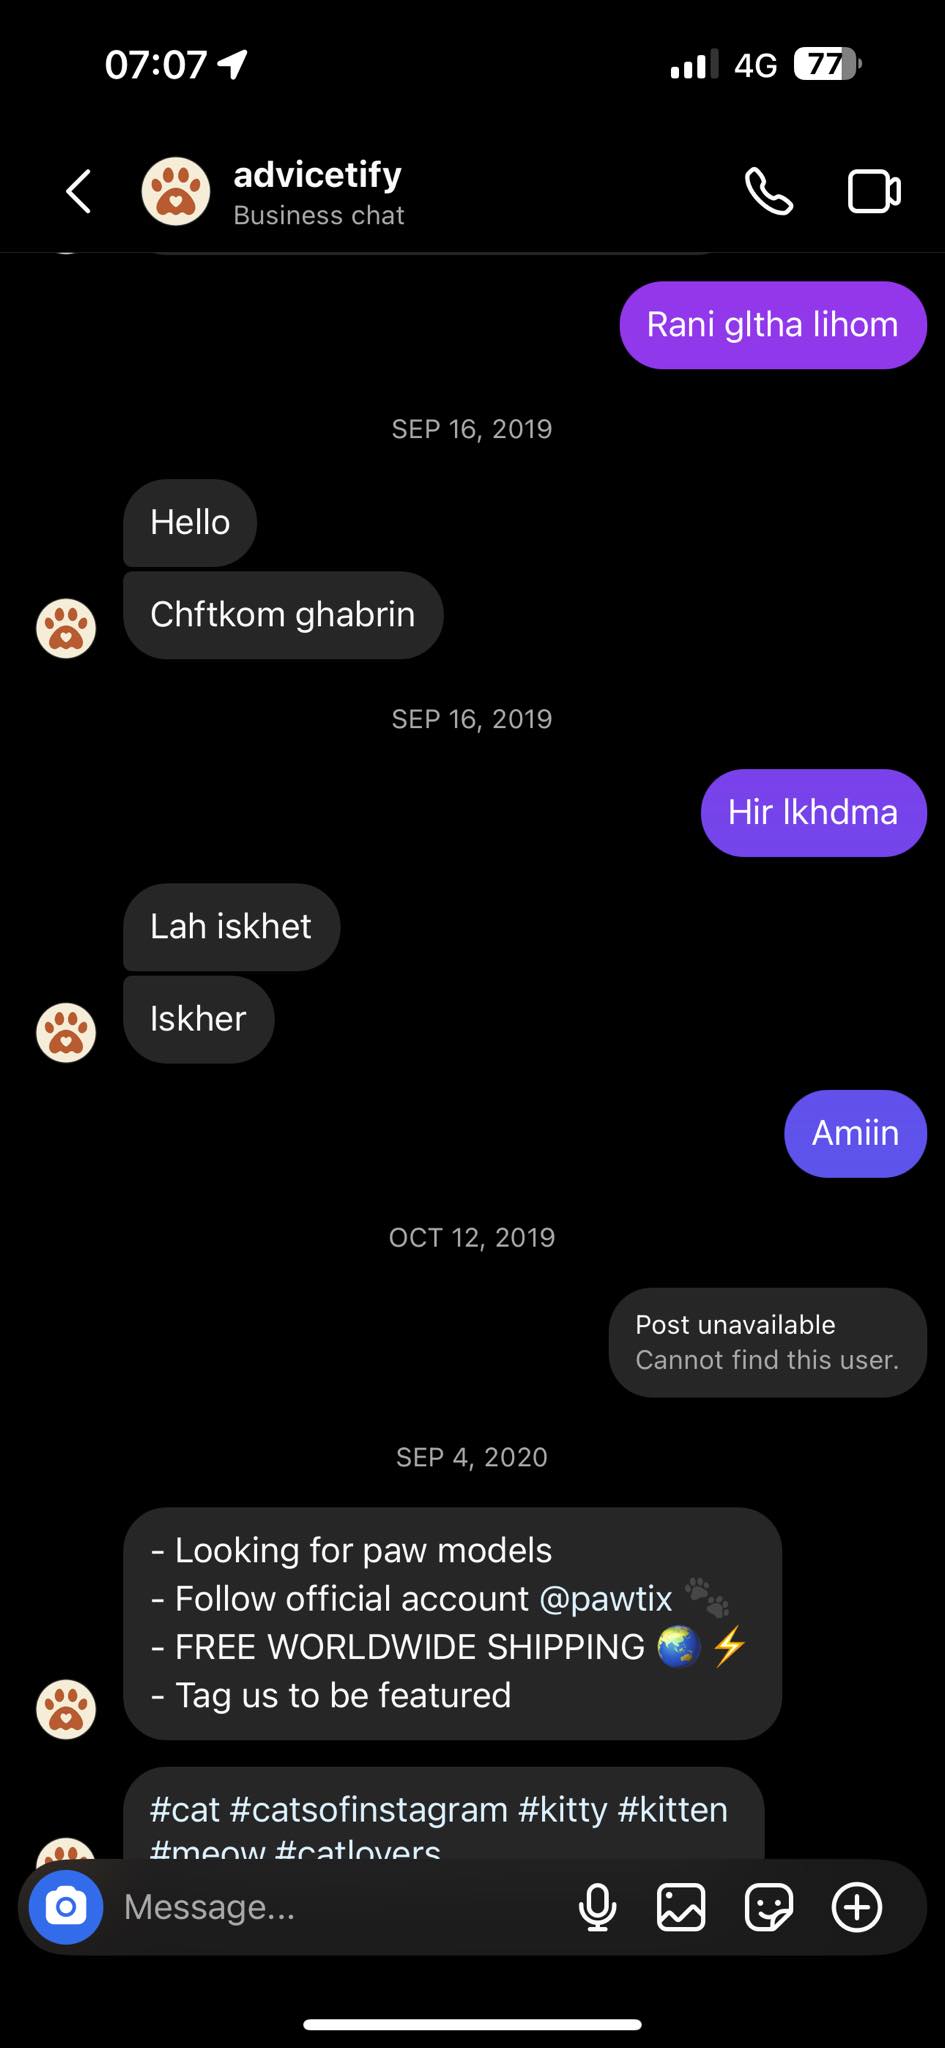 07:07
4G
77
advicetify
Business chat
Rani gltha lihom
SEP 16, 2019
Hello
Chftkom ghabrin
SEP 16, 2019
Hir lkhdma
Lah iskhet
Iskher
Amiin
OCT 12, 2019
Post unavailable
Cannot find this user.
SEP 4, 2020
- Looking for paw models
- Follow official account @pawtix 🐾
- FREE WORLDWIDE SHIPPING 🌏 ⚡
- Tag us to be featured
#cat #catsofinstagram #kitty #kitten
#meow #catlovers
Message...